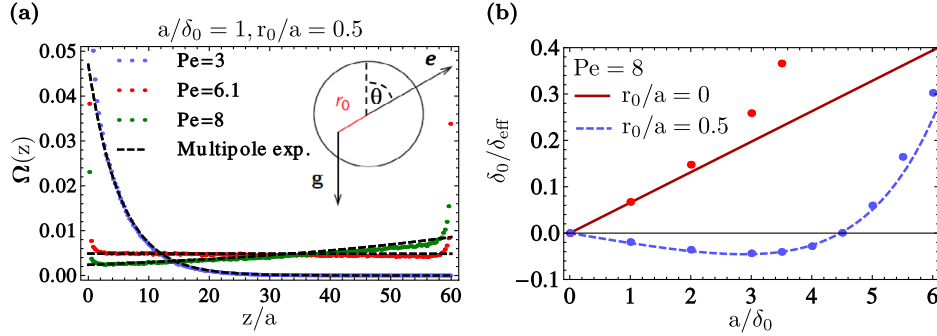 (a)
a/δ₀ = 1, r₀/a = 0.5
0.05
0.04
0.03
0.02
0.01
0.00
Ω(z)
0 10 20 30 40 50 60
z/a
Pe=3
Pe=6.1
Pe=8
Multipole exp.
e
θ
r₀
g
(b)
0.4
0.3
0.2
0.1
0.0
−0.1
δ₀/δeff
0 1 2 3 4 5 6
a/δ₀
Pe = 8
r₀/a = 0
r₀/a = 0.5